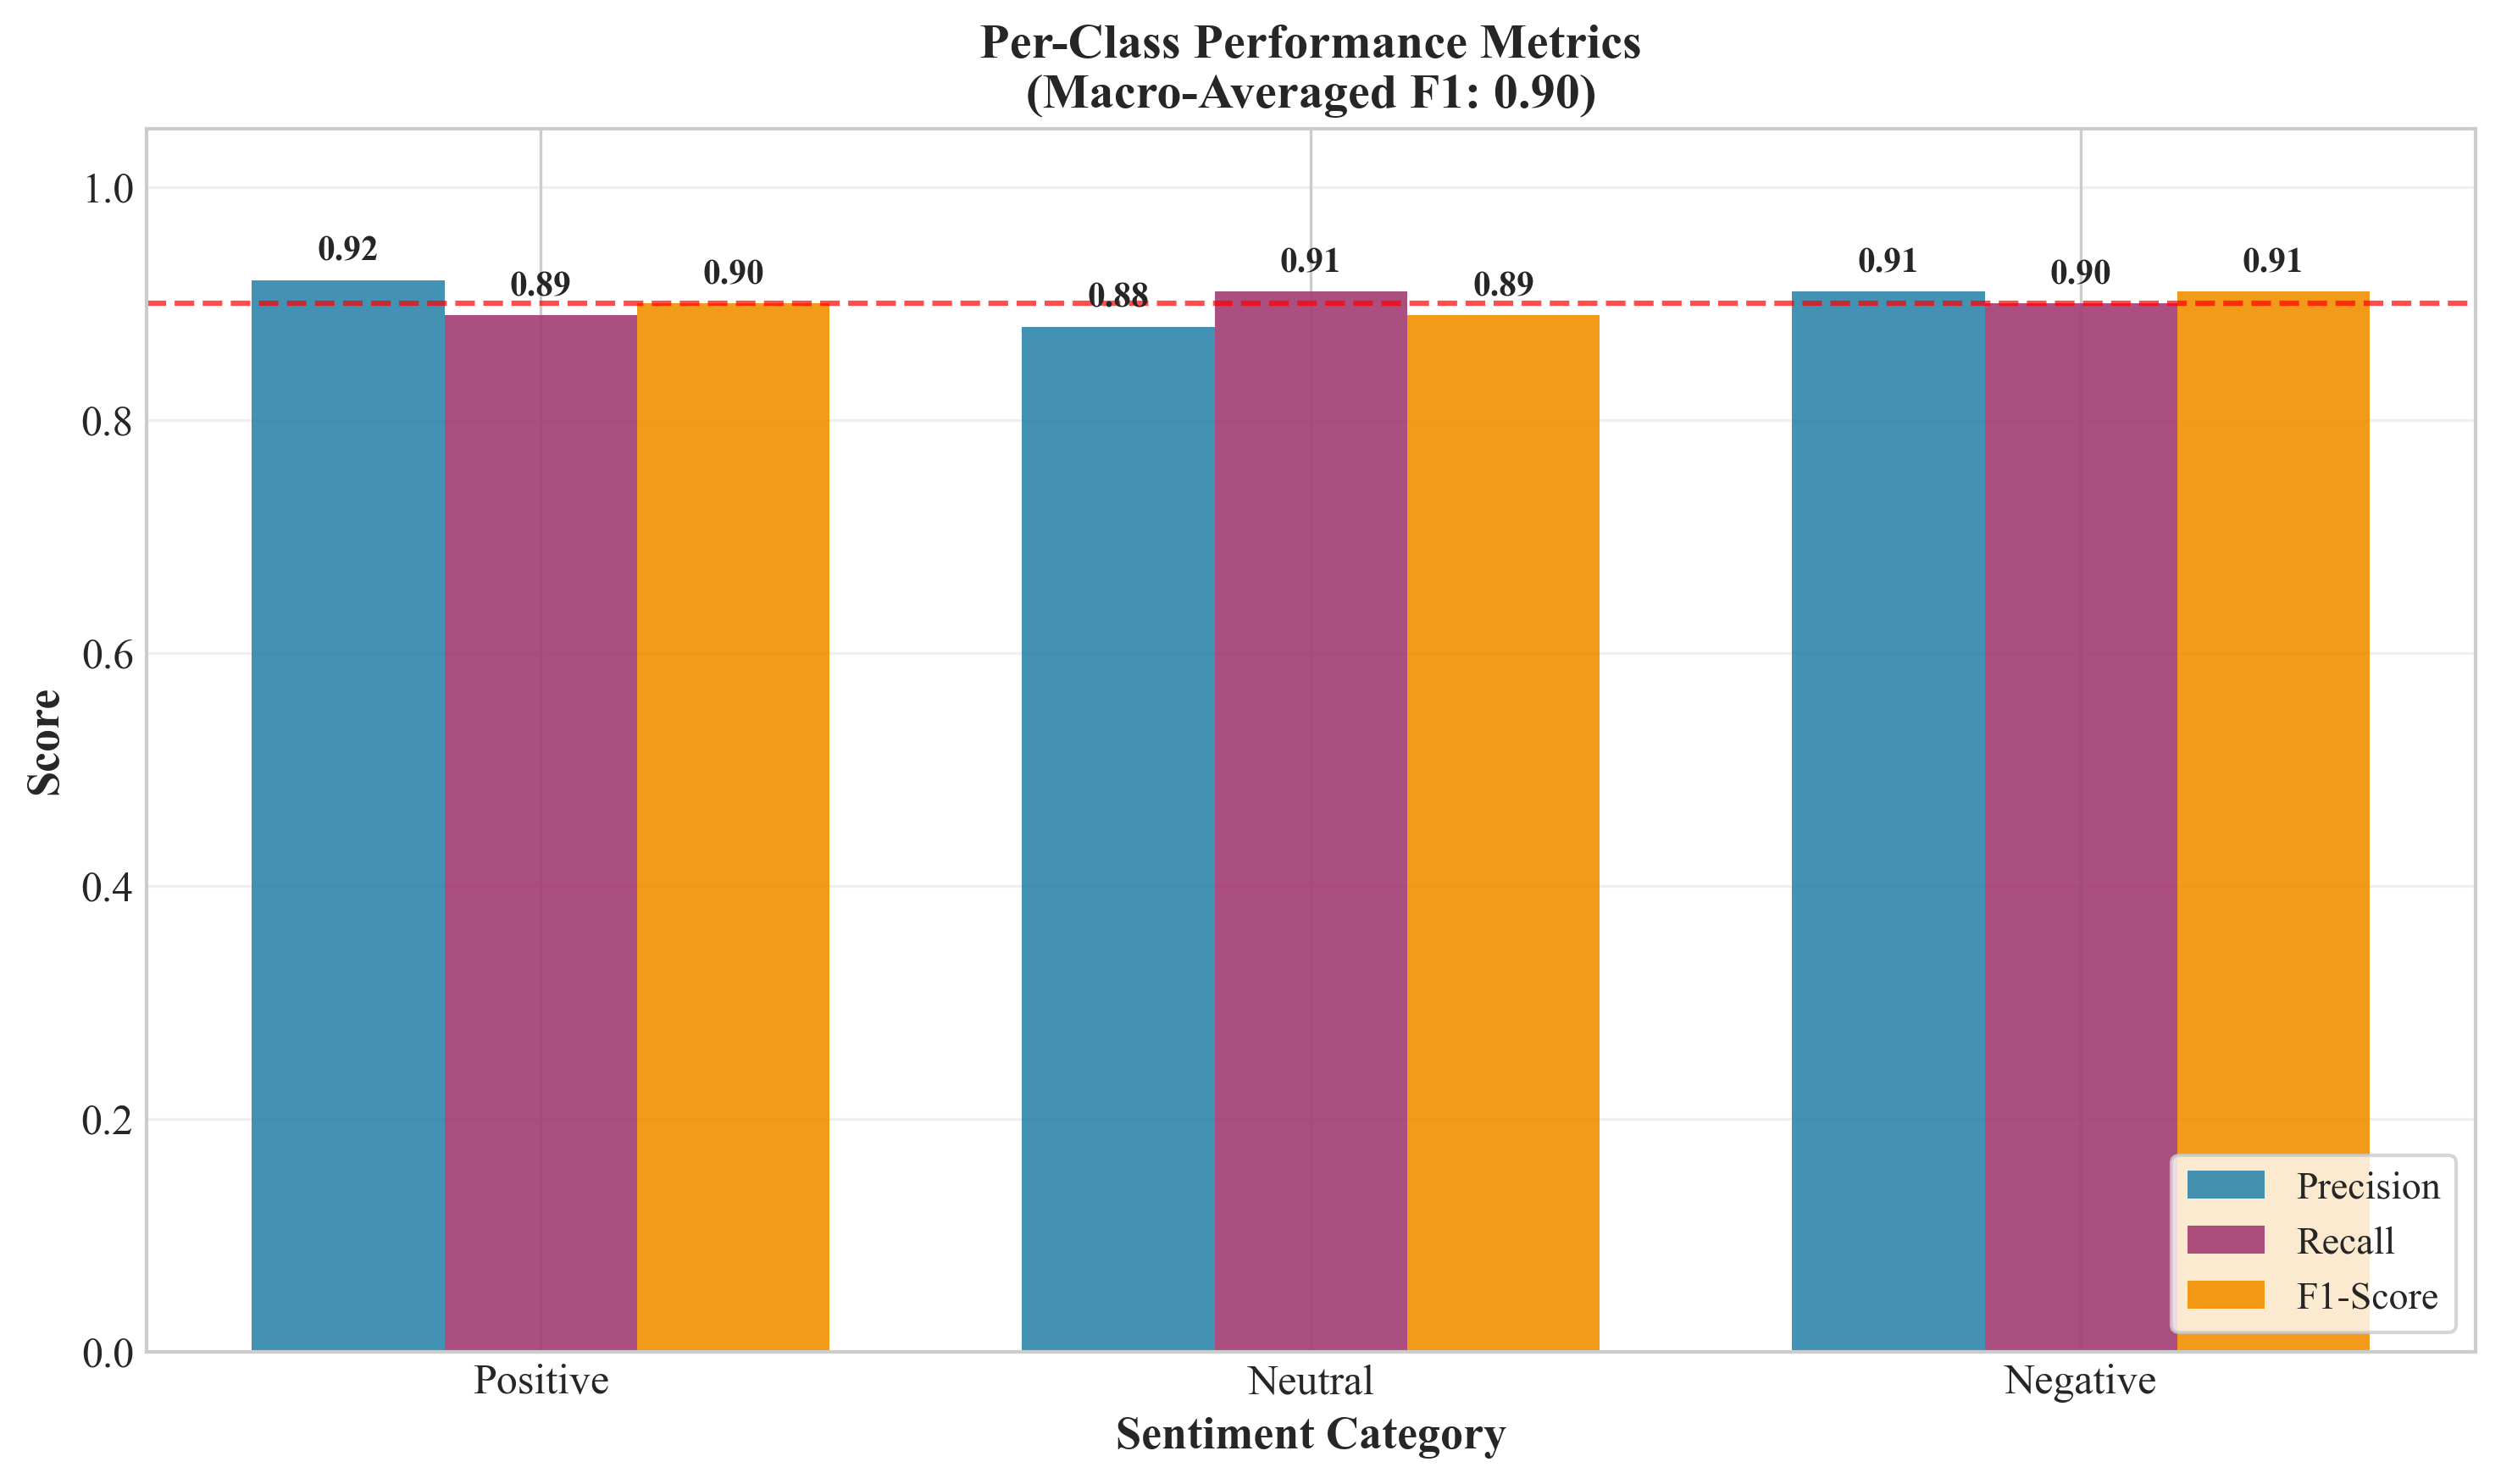 Per-Class Performance Metrics
(Macro-Averaged F1: 0.90)
Score
1.0
0.8
0.6
0.4
0.2
0.0
0.92
0.89
0.90
0.88
0.91
0.89
0.91
0.90
0.91
Precision
Recall
F1-Score
Positive
Neutral
Negative
Sentiment Category